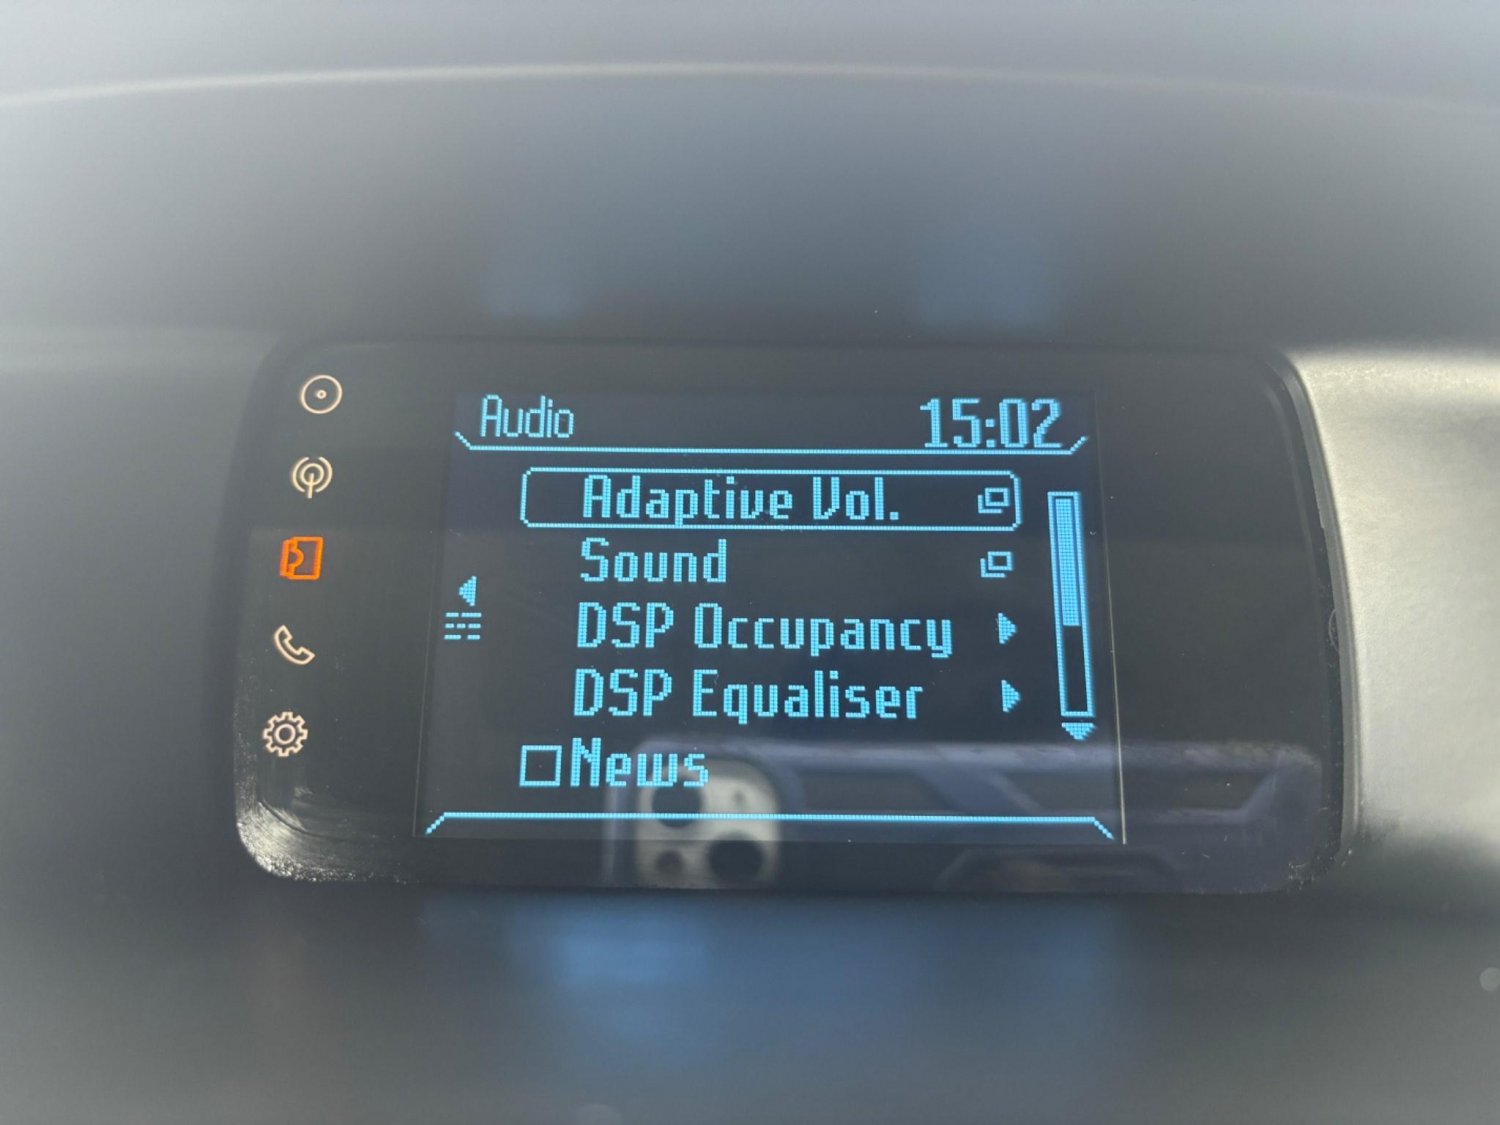 Audio 15:02
Adaptive Vol.
Sound
DSP Occupancy
DSP Equaliser
News